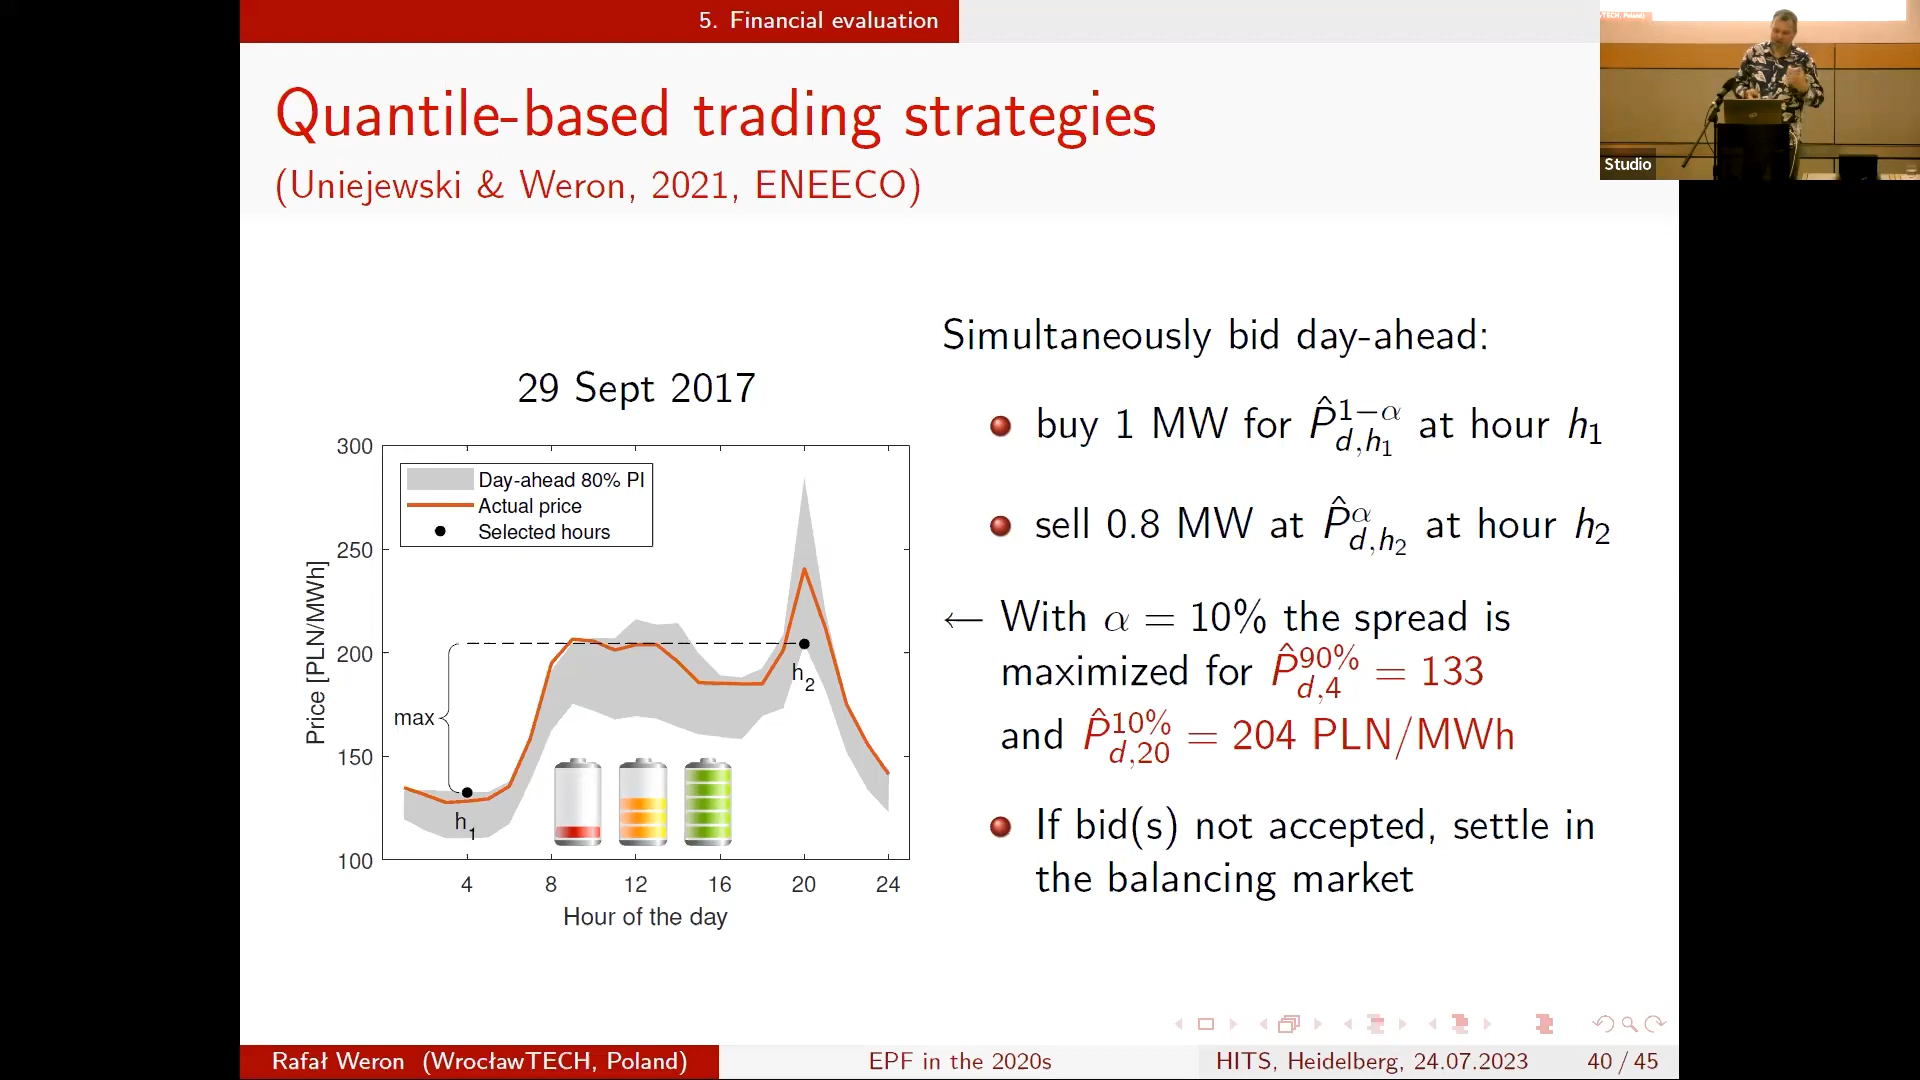 5. Financial evaluation
Quantile-based trading strategies
(Uniejewski & Weron, 2021, ENEECO)
Studio
29 Sept 2017
300
250
200
150
100
Price [PLN/MWh]
Day-ahead 80% PI
Actual price
Selected hours
max
h₁
h₂
4 8 12 16 20 24
Hour of the day
Simultaneously bid day-ahead:
buy 1 MW for P̂^{1−α}_{d,h₁} at hour h₁
sell 0.8 MW at P̂^{α}_{d,h₂} at hour h₂
← With α = 10% the spread is
maximized for P̂^{90%}_{d,4} = 133
and P̂^{10%}_{d,20} = 204 PLN/MWh
If bid(s) not accepted, settle in
the balancing market
Rafał Weron (WrocławTECH, Poland)
EPF in the 2020s
HITS, Heidelberg, 24.07.2023
40 / 45